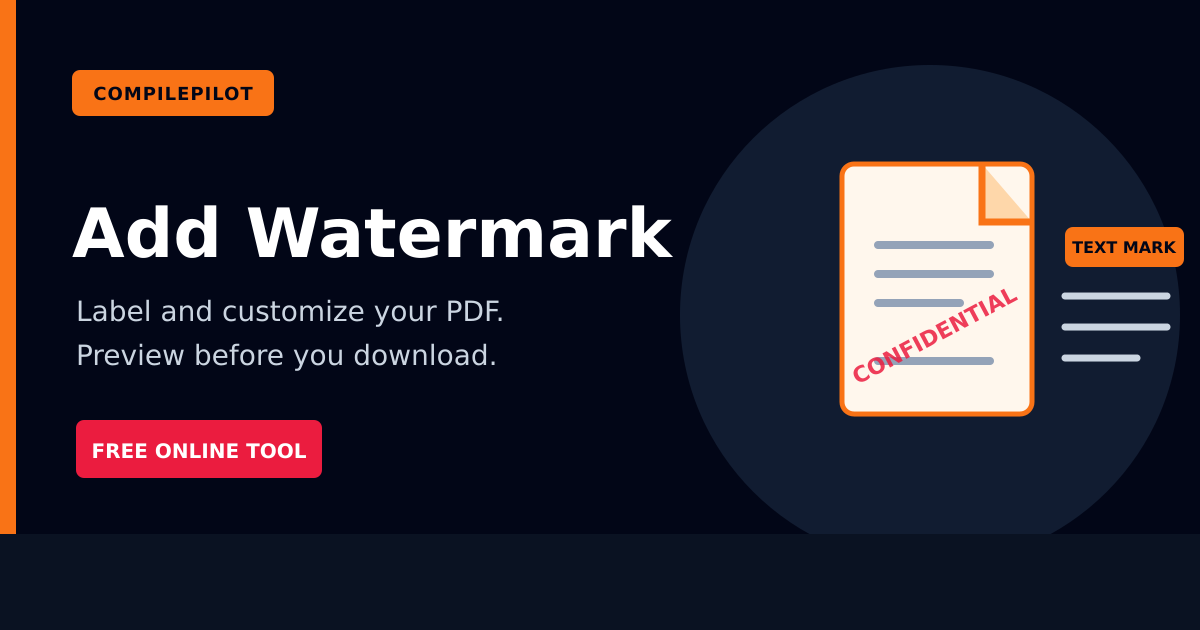 COMPILEPILOT
Add Watermark
Label and customize your PDF.
Preview before you download.
FREE ONLINE TOOL
CONFIDENTIAL
TEXT MARK